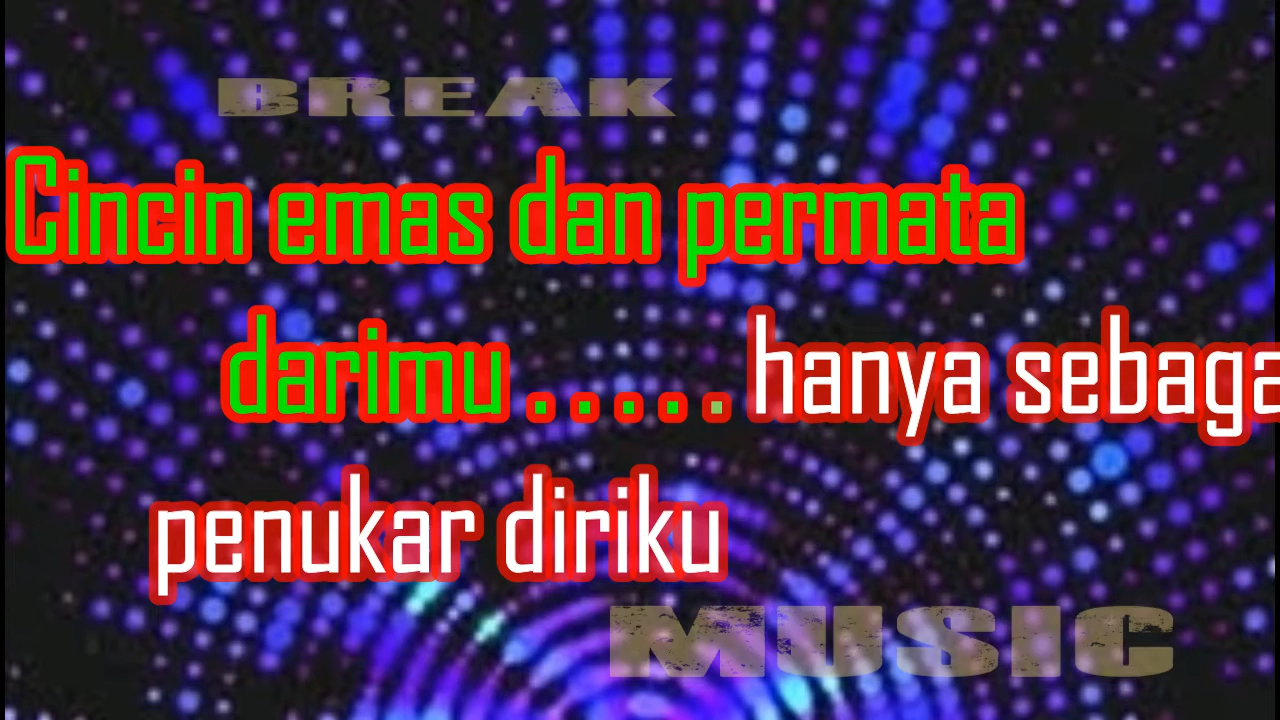 BREAK
Cincin emas dan permata
darimu . . . . . hanya sebaga
penukar diriku
MUSIC